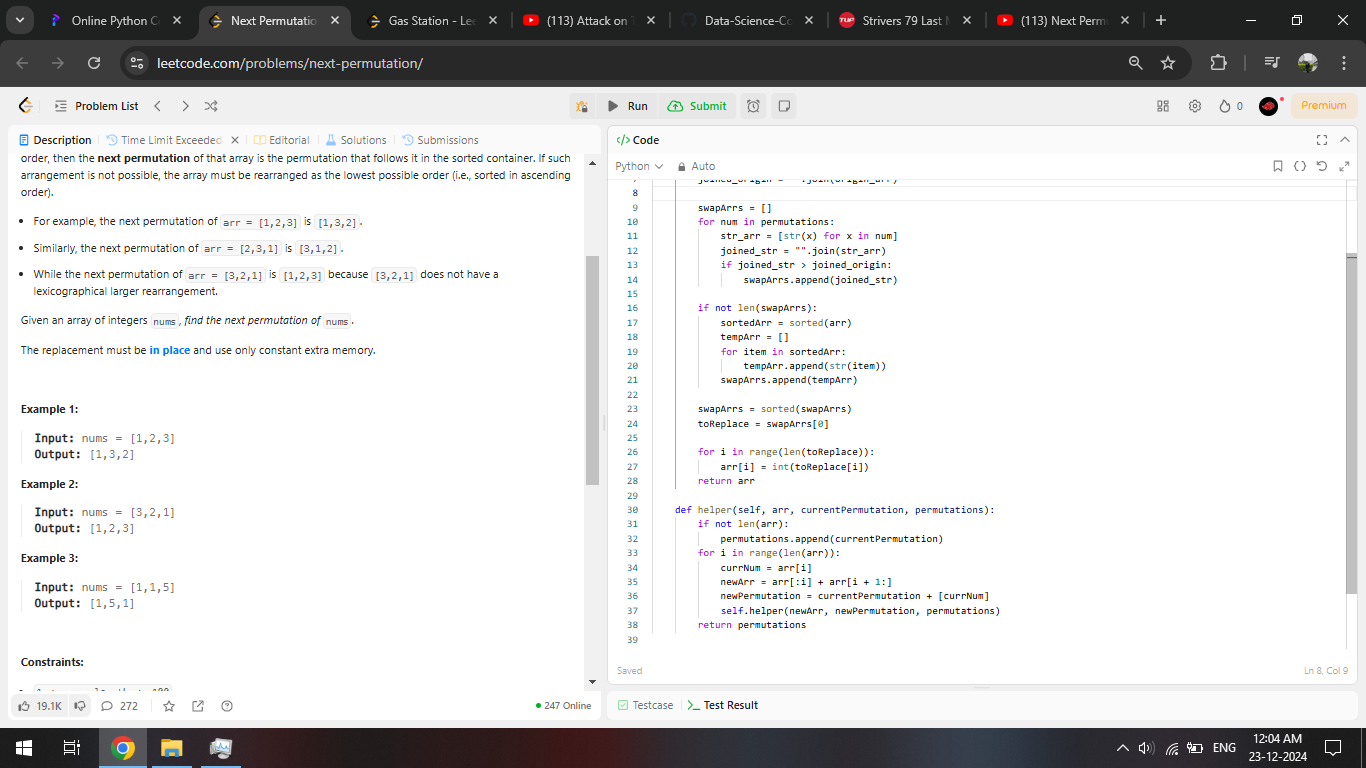 Online Python C
Next Permutatio
Gas Station - Le
(113) Attack on T
Data-Science-Co
TUF
Strivers 79 Last M
(113) Next Perm
leetcode.com/problems/next-permutation/
Problem List
Run
Submit
0
Premium
Description
Time Limit Exceeded
Editorial
Solutions
Submissions
order, then the next permutation of that array is the permutation that follows it in the sorted container. If such
arrangement is not possible, the array must be rearranged as the lowest possible order (i.e., sorted in ascending
order).
For example, the next permutation of arr = [1,2,3] is [1,3,2].
Similarly, the next permutation of arr = [2,3,1] is [3,1,2].
While the next permutation of arr = [3,2,1] is [1,2,3] because [3,2,1] does not have a
lexicographical larger rearrangement.
Given an array of integers nums, find the next permutation of nums.
The replacement must be in place and use only constant extra memory.
Example 1:
Input: nums = [1,2,3]
Output: [1,3,2]
Example 2:
Input: nums = [3,2,1]
Output: [1,2,3]
Example 3:
Input: nums = [1,1,5]
Output: [1,5,1]
Constraints:
19.1K
272
247 Online
</> Code
Python
Auto
8
9 swapArrs = []
10 for num in permutations:
11 str_arr = [str(x) for x in num]
12 joined_str = "".join(str_arr)
13 if joined_str > joined_origin:
14 swapArrs.append(joined_str)
15
16 if not len(swapArrs):
17 sortedArr = sorted(arr)
18 tempArr = []
19 for item in sortedArr:
20 tempArr.append(str(item))
21 swapArrs.append(tempArr)
22
23 swapArrs = sorted(swapArrs)
24 toReplace = swapArrs[0]
25
26 for i in range(len(toReplace)):
27 arr[i] = int(toReplace[i])
28 return arr
29
30 def helper(self, arr, currentPermutation, permutations):
31 if not len(arr):
32 permutations.append(currentPermutation)
33 for i in range(len(arr)):
34 currNum = arr[i]
35 newArr = arr[:i] + arr[i + 1:]
36 newPermutation = currentPermutation + [currNum]
37 self.helper(newArr, newPermutation, permutations)
38 return permutations
39
Saved
Ln 8, Col 9
Testcase
Test Result
ENG
12:04 AM
23-12-2024